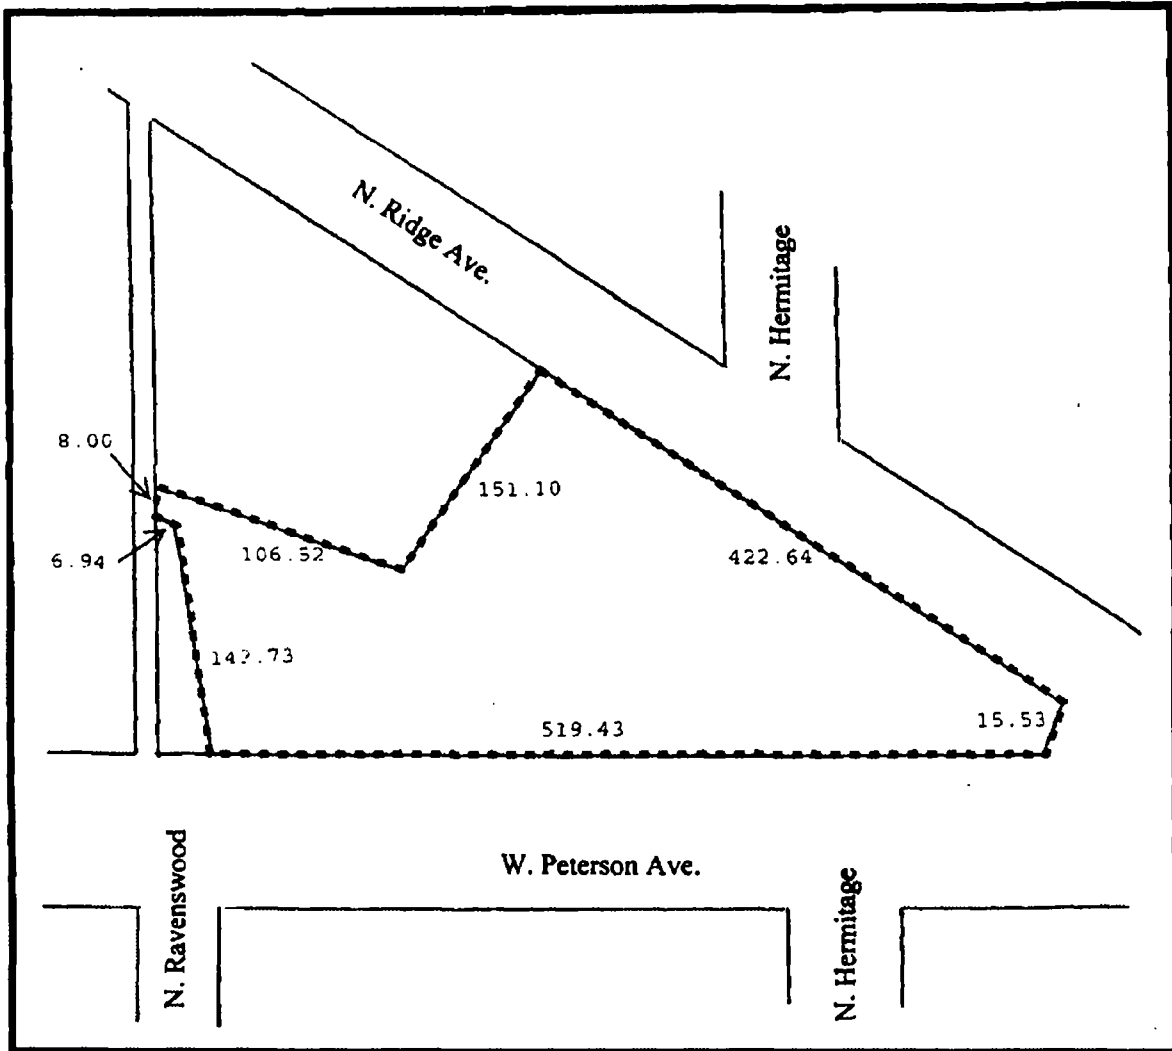 N. Ridge Ave.
N. Hermitage
8.00
151.10
6.94
106.52
422.64
519.43
15.53
N. Ravenswood
W. Peterson Ave.
N. Hermitage